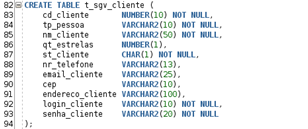 82 CREATE TABLE t_sgv_cliente (
83 cd_cliente NUMBER(10) NOT NULL,
84 tp_pessoa VARCHAR2(10) NOT NULL,
85 nm_cliente VARCHAR2(50) NOT NULL,
86 qt_estrelas NUMBER(1),
87 st_cliente CHAR(1) NOT NULL,
88 nr_telefone VARCHAR2(13),
89 email_cliente VARCHAR2(25),
90 cep VARCHAR2(10),
91 endereco_cliente VARCHAR2(100),
92 login_cliente VARCHAR2(10) NOT NULL,
93 senha_cliente VARCHAR2(20) NOT NULL
94 );